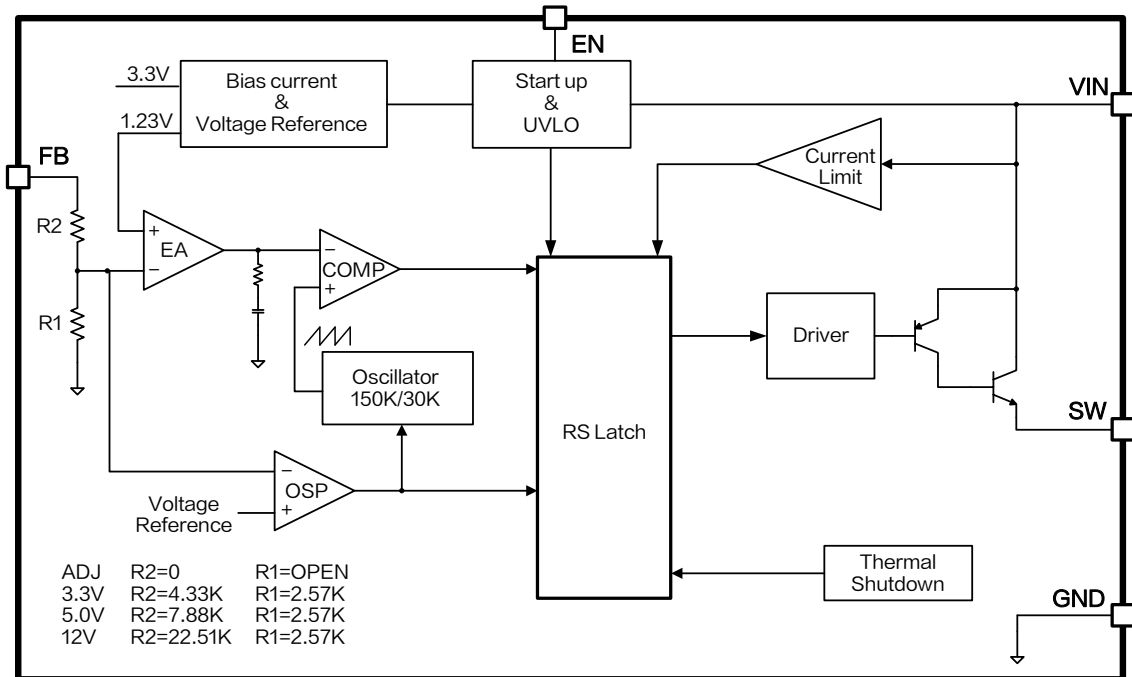 EN
3.3V
Bias current
&
Voltage Reference
1.23V
Start up
&
UVLO
VIN
FB
Current
Limit
R2
+
EA
−
−
COMP
+
R1
Oscillator
150K/30K
Driver
SW
RS Latch
−
OSP
+
Voltage
Reference
Thermal
Shutdown
GND
ADJ R2=0 R1=OPEN
3.3V R2=4.33K R1=2.57K
5.0V R2=7.88K R1=2.57K
12V R2=22.51K R1=2.57K